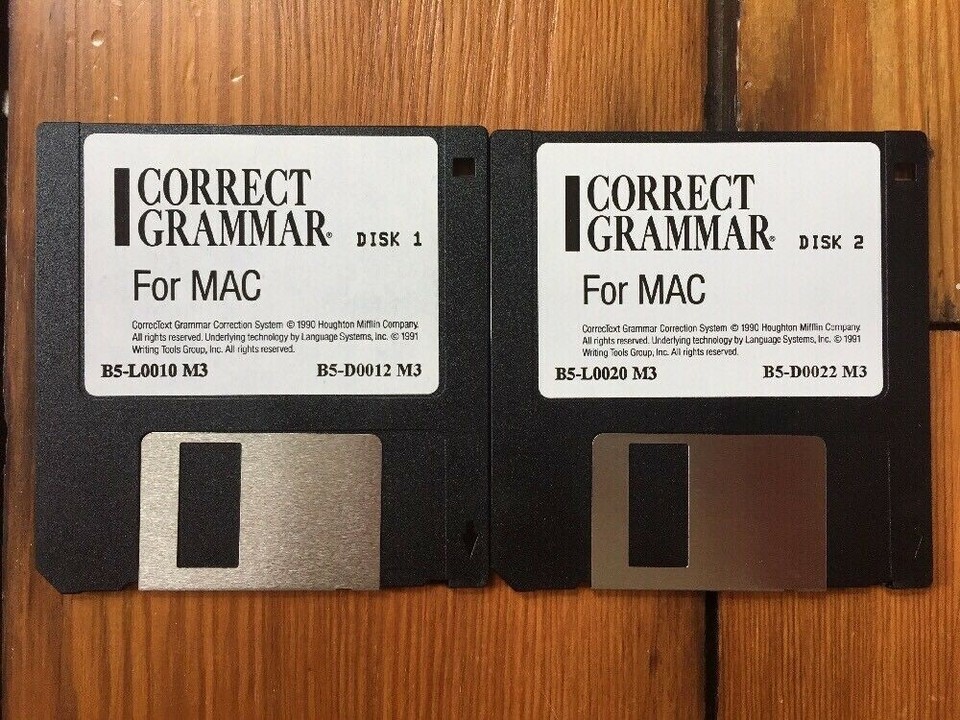 CORRECT
GRAMMAR® DISK 1
For MAC
CorrecText Grammar Correction System © 1990 Houghton Mifflin Company.
All rights reserved. Underlying technology by Language Systems, Inc. © 1991
Writing Tools Group, Inc. All rights reserved.
B5-L0010 M3 B5-D0012 M3
CORRECT
GRAMMAR® DISK 2
For MAC
CorrecText Grammar Correction System © 1990 Houghton Mifflin Company.
All rights reserved. Underlying technology by Language Systems, Inc. © 1991
Writing Tools Group, Inc. All rights reserved.
B5-L0020 M3 B5-D0022 M3